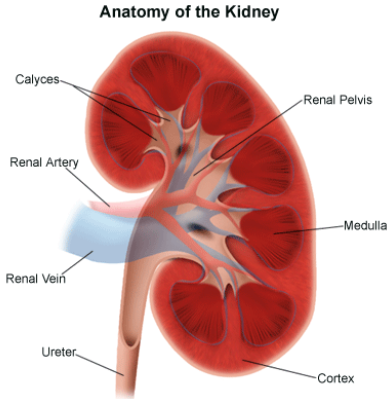 Anatomy of the Kidney
Calyces
Renal Pelvis
Renal Artery
Medulla
Renal Vein
Ureter
Cortex